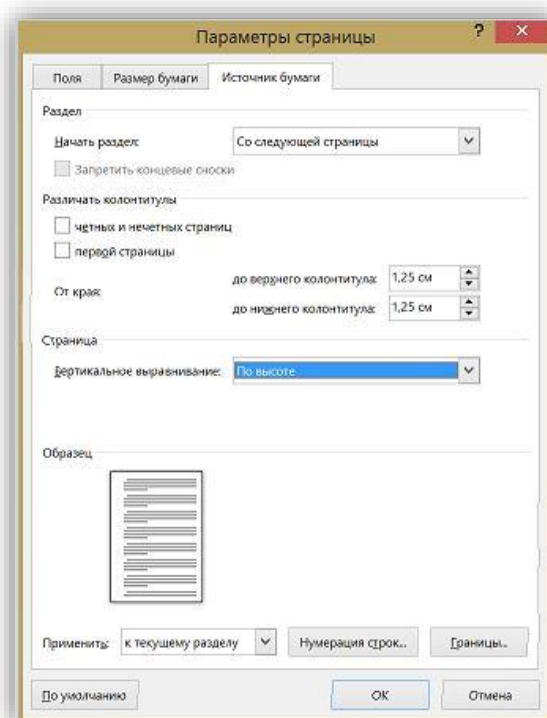 Параметры страницы ? ×
Поля Размер бумаги Источник бумаги
Раздел
Начать раздел: Со следующей страницы
Запретить концевые сноски
Различать колонтитулы
четных и нечетных страниц
первой страницы
От края:
до верхнего колонтитула: 1,25 см
до нижнего колонтитула: 1,25 см
Страница
Вертикальное выравнивание: По высоте
Образец
Применить: к текущему разделу Нумерация строк... Границы...
По умолчанию ОК Отмена